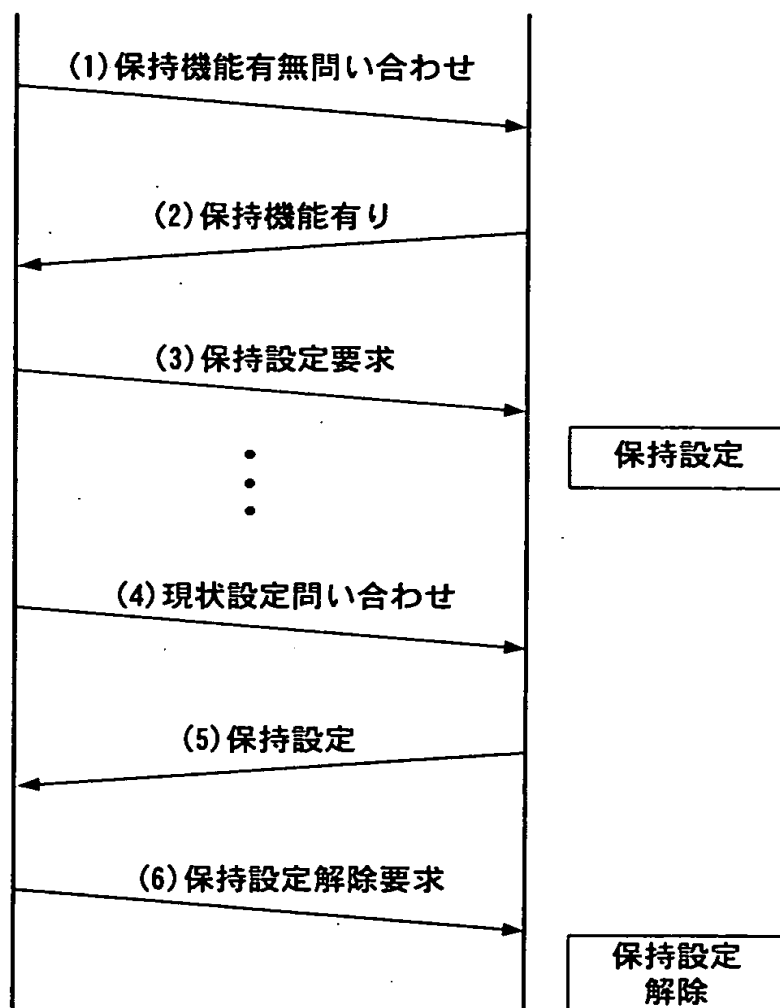 (1)保持機能有無問い合わせ
(2)保持機能有り
(3)保持設定要求
保持設定
(4)現状設定問い合わせ
(5)保持設定
(6)保持設定解除要求
保持設定
解除